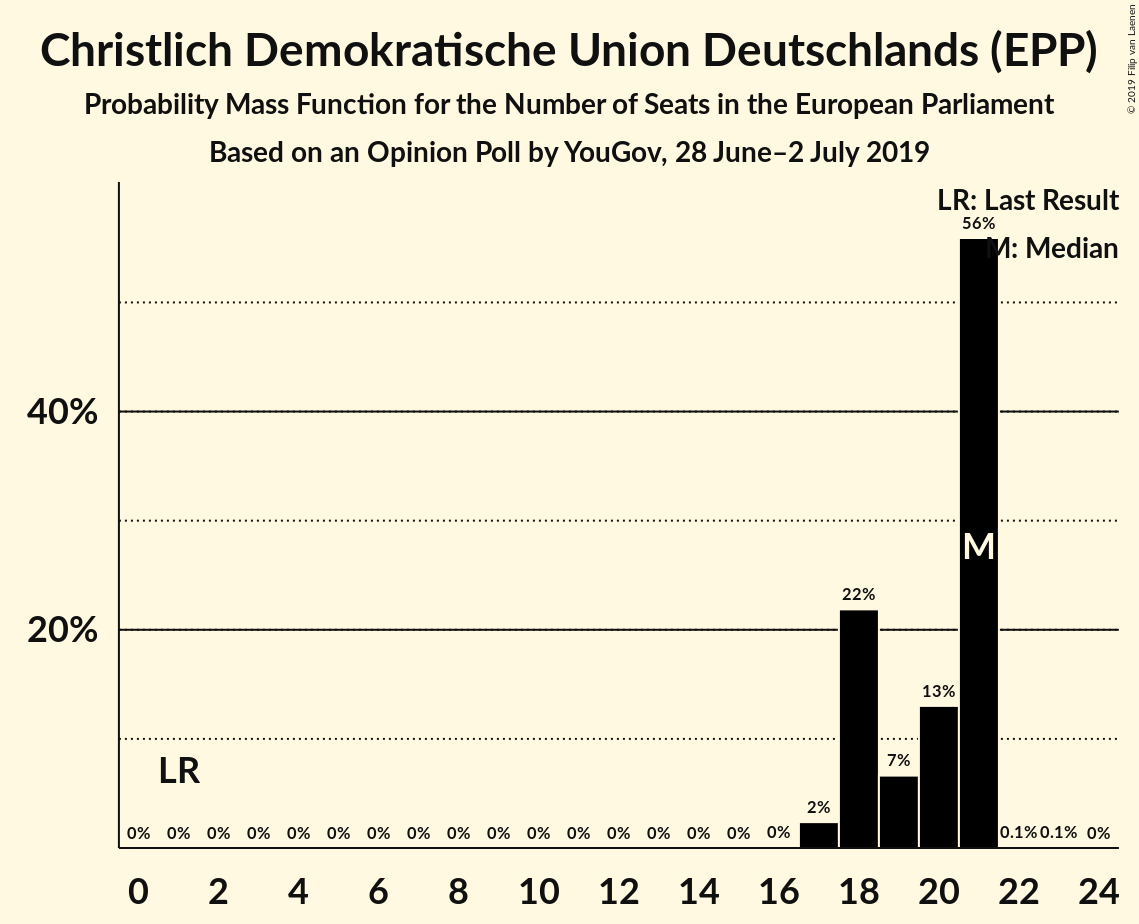 Christlich Demokratische Union Deutschlands (EPP)
Probability Mass Function for the Number of Seats in the European Parliament
Based on an Opinion Poll by YouGov, 28 June–2 July 2019
© 2019 Filip van Laenen
LR: Last Result
M: Median
56%
40%
M
22%
20%
13%
LR
7%
2%
0% 0% 0% 0% 0% 0% 0% 0% 0% 0% 0% 0% 0% 0% 0% 0% 0% 0.1% 0.1% 0%
0 2 4 6 8 10 12 14 16 18 20 22 24